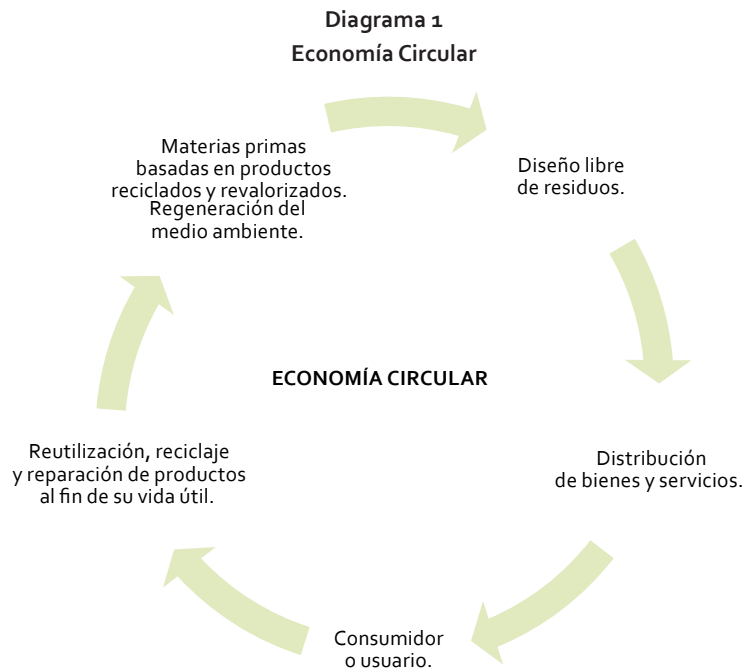 Diagrama 1
Economía Circular
Materias primas
basadas en productos
reciclados y revalorizados.
Regeneración del
medio ambiente.
Diseño libre
de residuos.
ECONOMÍA CIRCULAR
Reutilización, reciclaje
y reparación de productos
al fin de su vida útil.
Distribución
de bienes y servicios.
Consumidor
o usuario.